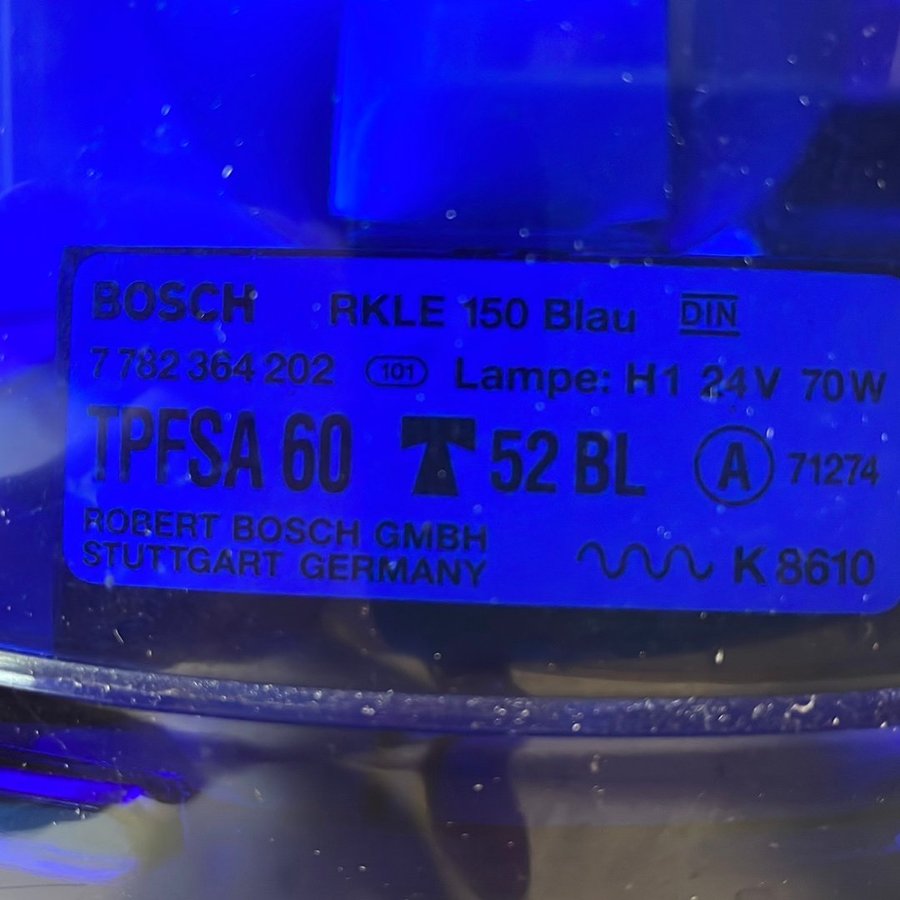 BOSCH RKLE 150 Blau DIN
7 782 364 202 101 Lampe: H1 24V 70W
TPFSA 60 52 BL A 71274
ROBERT BOSCH GMBH
STUTTGART GERMANY K 8610